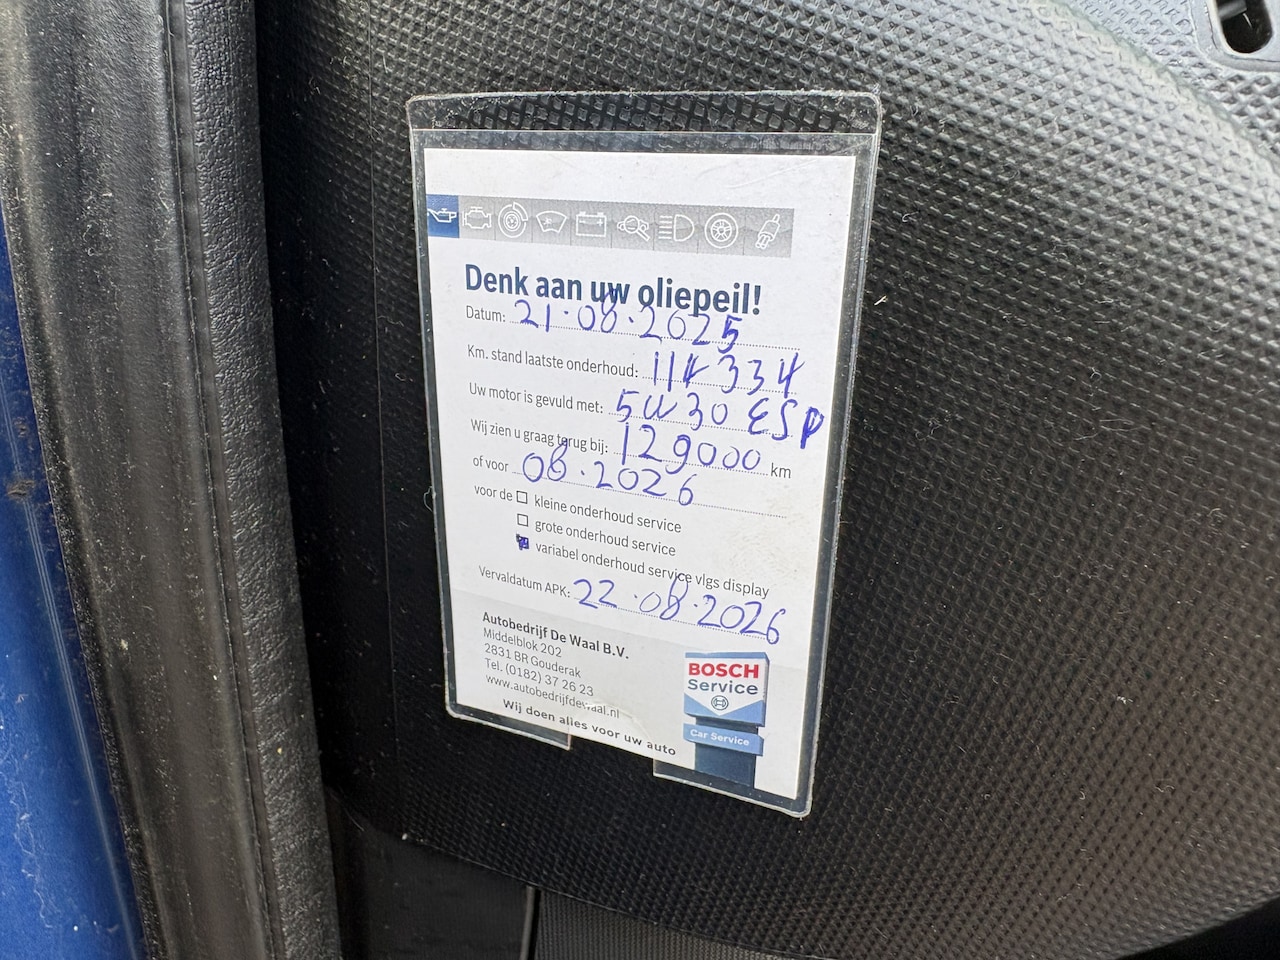 Denk aan uw oliepeil!
Datum: 21.08.2025
Km. stand laatste onderhoud: 114334
Uw motor is gevuld met: 5W30 ESP
Wij zien u graag terug bij: 129000 km
of voor 08.2026
voor de kleine onderhoud service
grote onderhoud service
variabel onderhoud service vlgs display
Vervaldatum APK: 22.08.2026
Autobedrijf De Waal B.V.
Middelblok 202
2831 BR Gouderak
Tel. (0182) 37 26 23
www.autobedrijfdewaal.nl
Wij doen alles voor uw auto
BOSCH
Service
Car Service